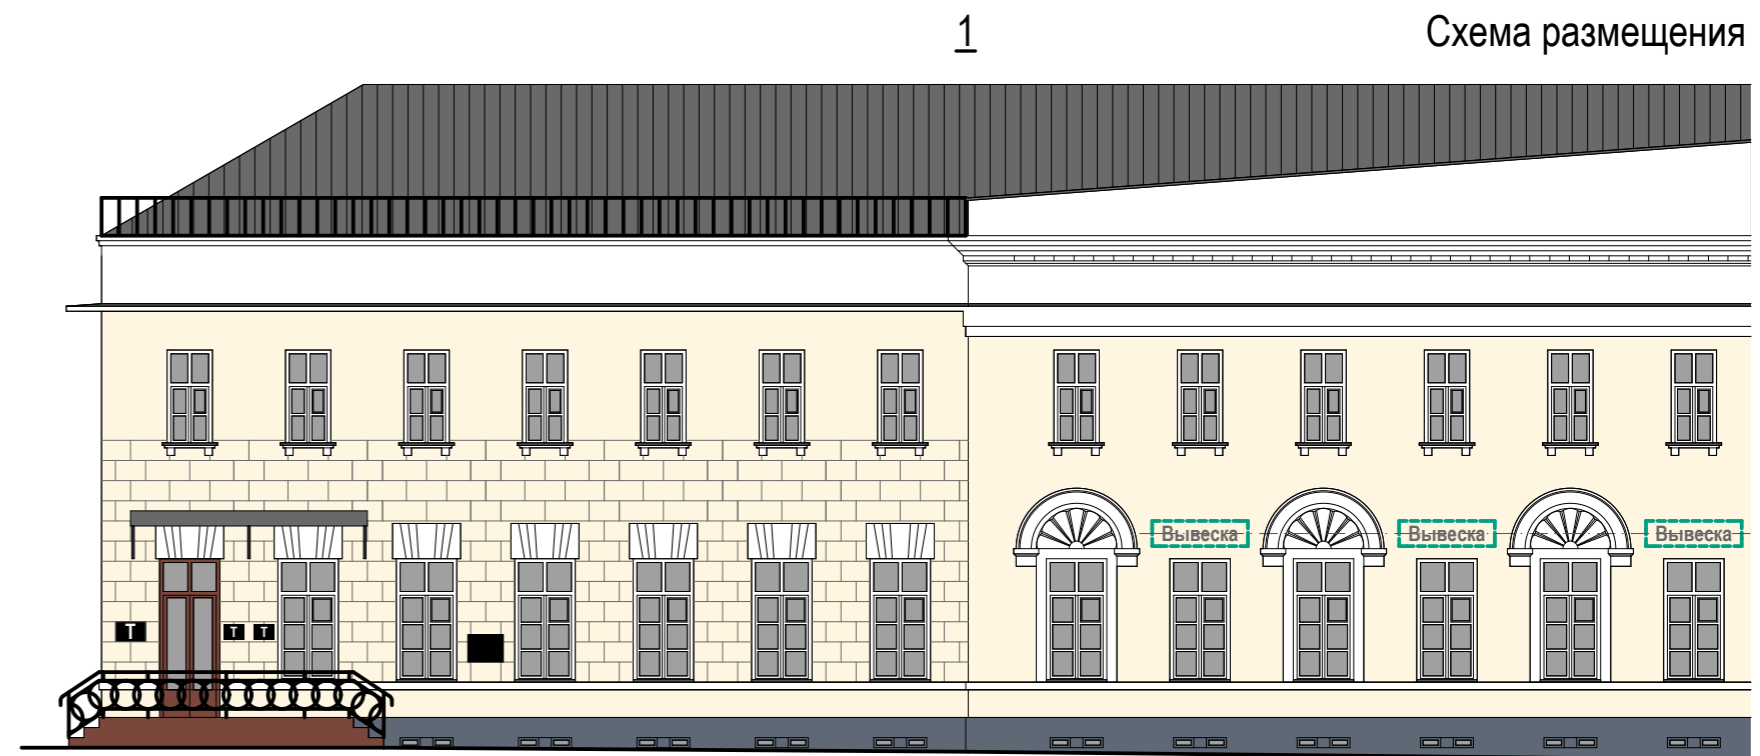 1
Схема размещения
Вывеска Вывеска Вывеска
Т Т Т